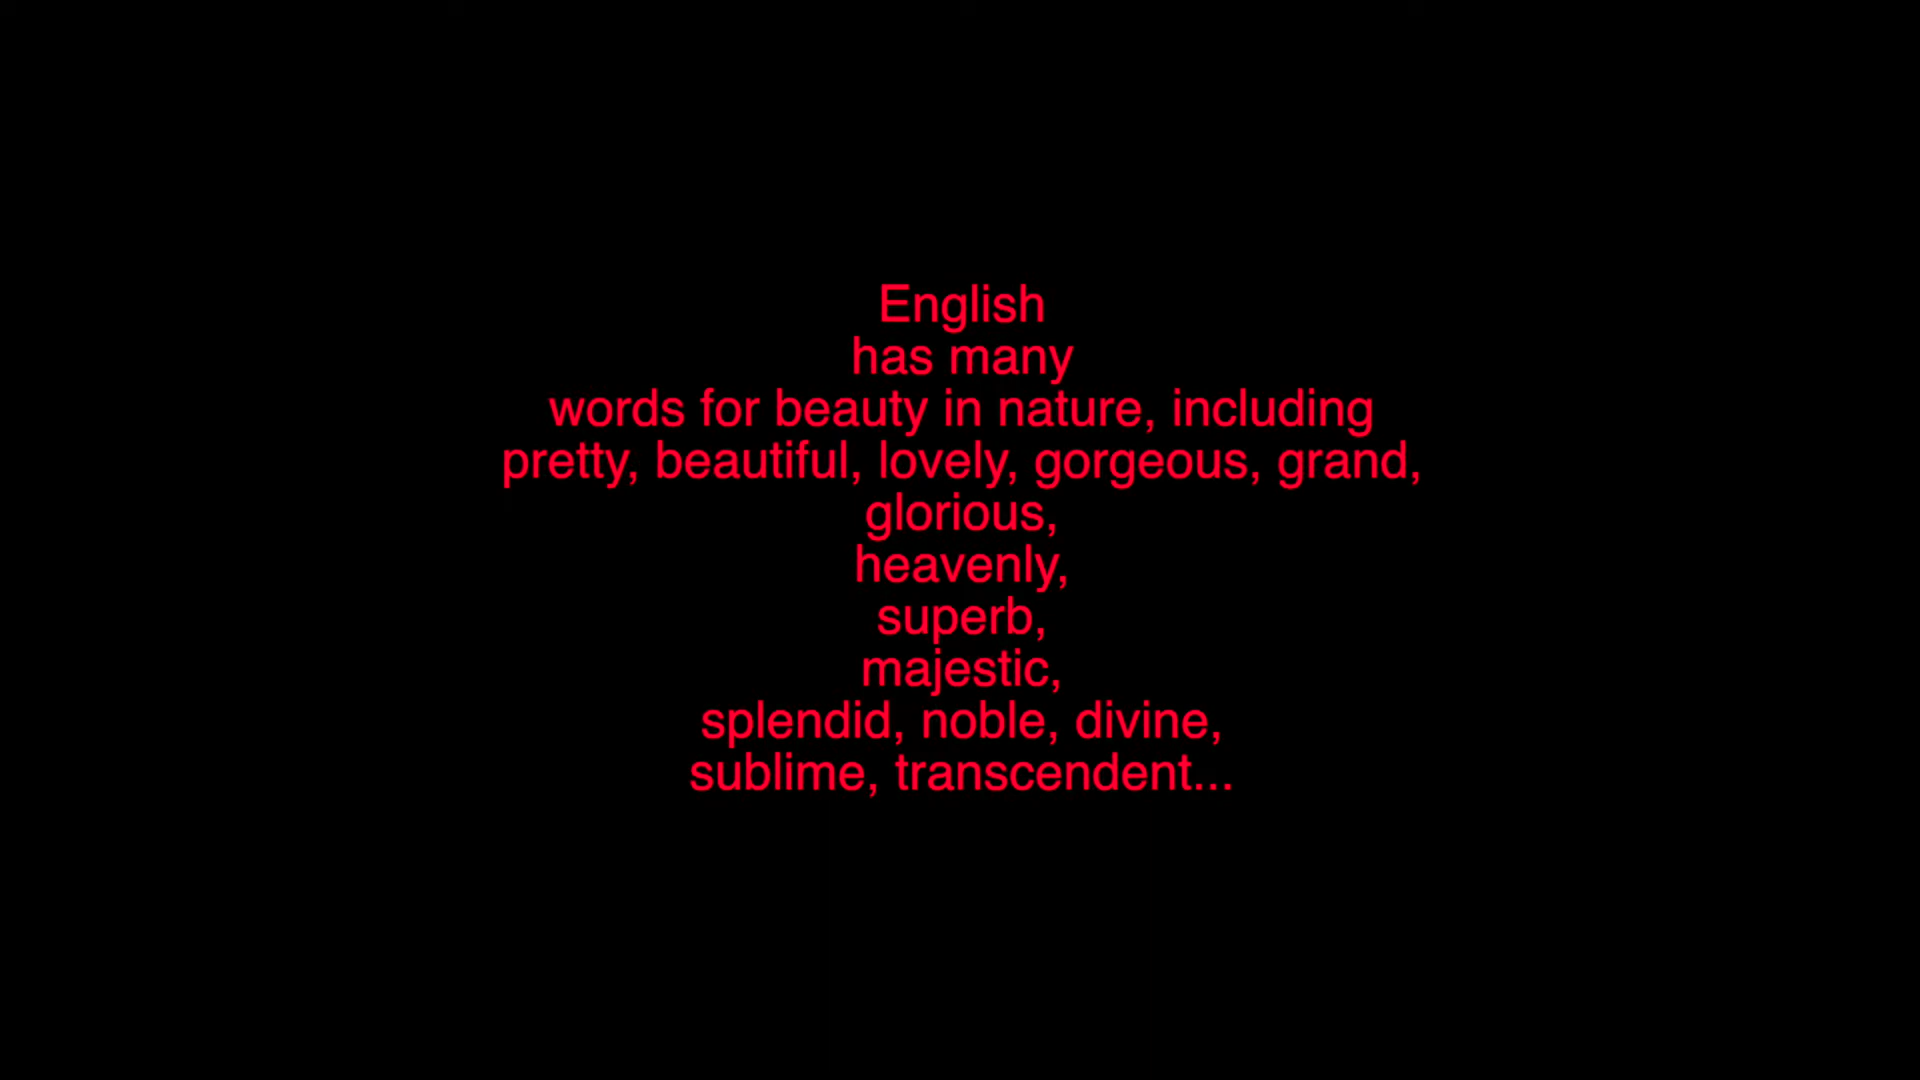 English
has many
words for beauty in nature, including
pretty, beautiful, lovely, gorgeous, grand,
glorious,
heavenly,
superb,
majestic,
splendid, noble, divine,
sublime, transcendent...